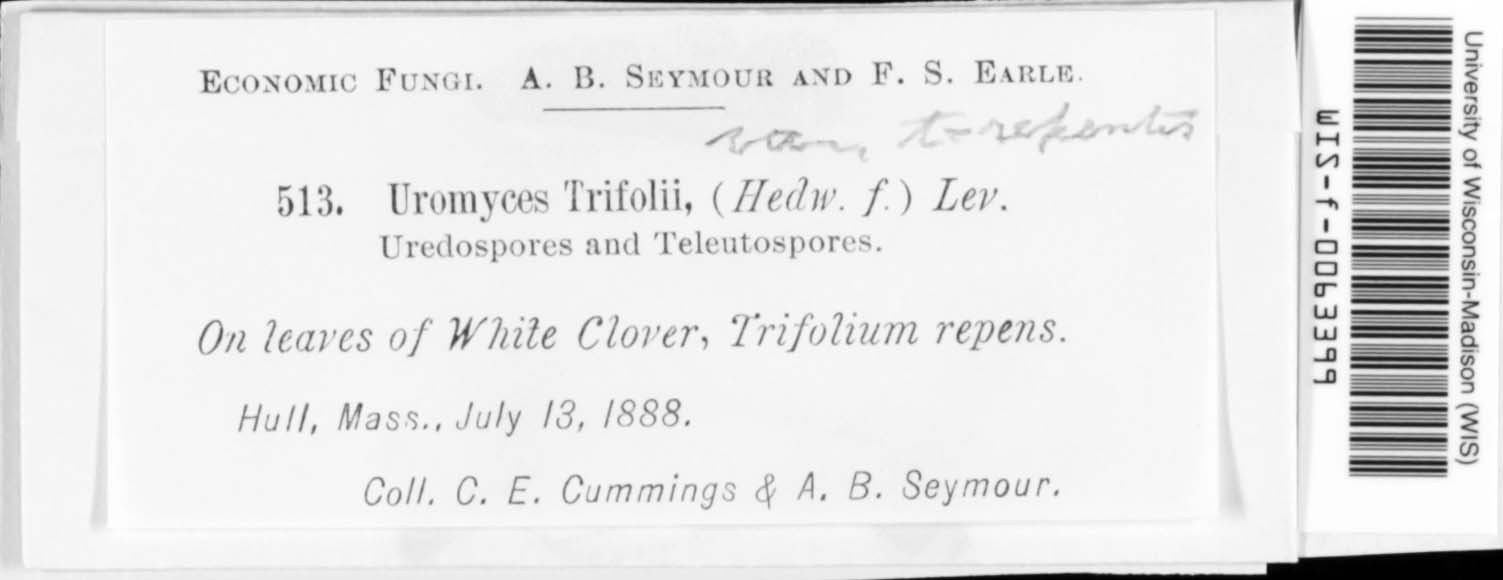 ECONOMIC FUNGI. A. B. SEYMOUR AND F. S. EARLE.
t-repentis
513. Uromyces Trifolii, (Hedw. f.) Lev.
Uredospores and Teleutospores.
On leaves of White Clover, Trifolium repens.
Hull, Mass., July 13, 1888.
Coll. C. E. Cummings & A. B. Seymour.
University of Wisconsin-Madison (WIS)
WIS-f-0063399